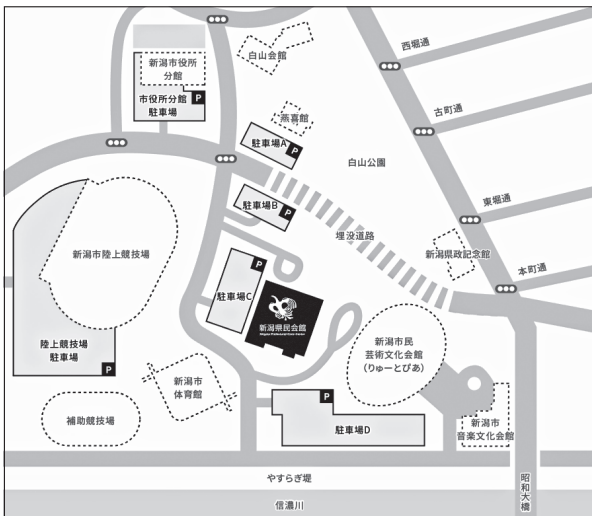 西堀通
新潟市役所
分館
白山会館
市役所分館
駐車場
P
古町通
燕喜館
駐車場A
P
白山公園
駐車場B
P
東堀通
埋没道路
新潟県政記念館
新潟市陸上競技場
本町通
P
駐車場C
新潟県民会館
陸上競技場
駐車場
P
新潟市民
芸術文化会館
(りゅーとぴあ)
新潟市
体育館
P
補助競技場
駐車場D
新潟市
音楽文化会館
やすらぎ堤
昭和大橋
信濃川